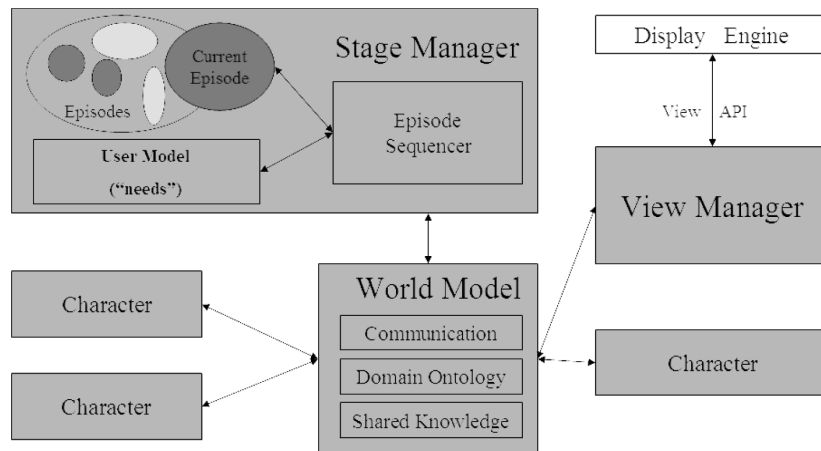 Current
Episode
Episodes
Stage Manager
Episode
Sequencer
User Model
(“needs”)
Display Engine
View API
View Manager
World Model
Communication
Domain Ontology
Shared Knowledge
Character
Character
Character